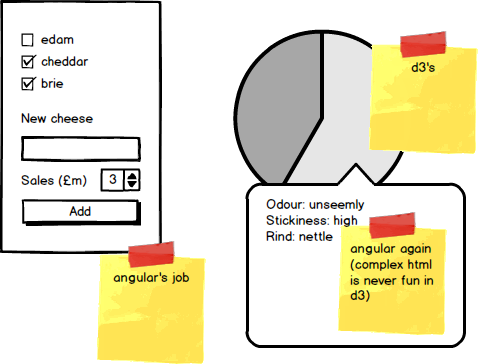 edam
cheddar
brie
New cheese
Sales (£m) 3
Add
angular's job
d3's
Odour: unseemly
Stickiness: high
Rind: nettle
angular again
(complex html
is never fun in
d3)